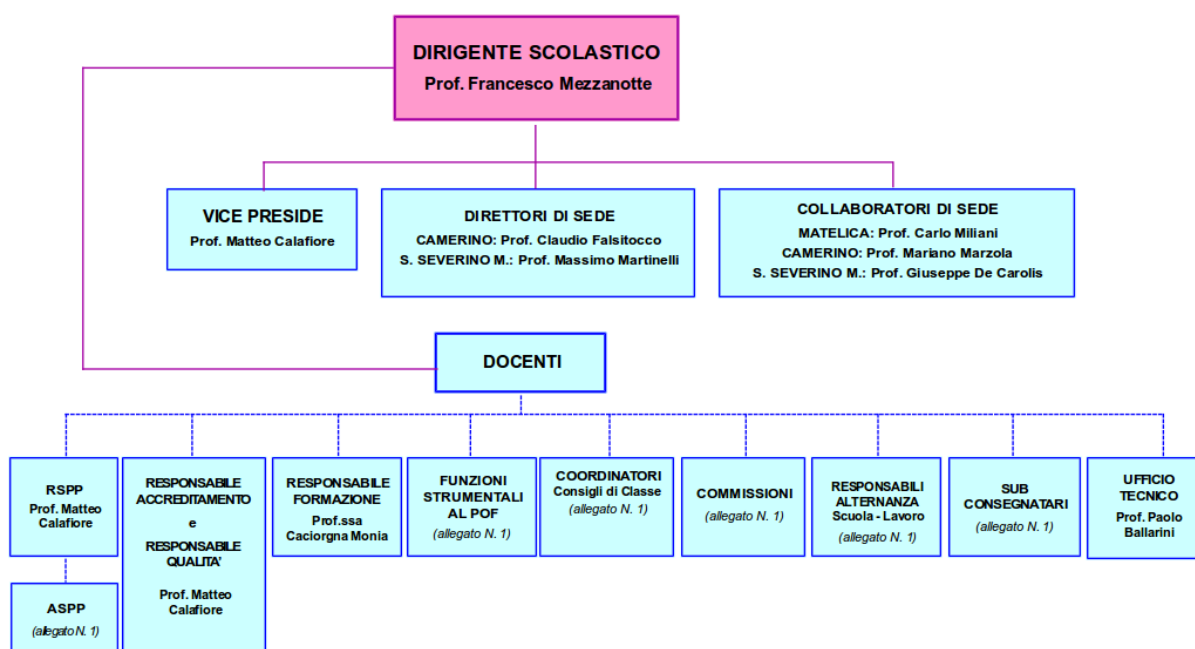 DIRIGENTE SCOLASTICO
Prof. Francesco Mezzanotte
VICE PRESIDE
Prof. Matteo Calafiore
DIRETTORI DI SEDE
CAMERINO: Prof. Claudio Falsitocco
S. SEVERINO M.: Prof. Massimo Martinelli
COLLABORATORI DI SEDE
MATELICA: Prof. Carlo Miliani
CAMERINO: Prof. Mariano Marzola
S. SEVERINO M.: Prof. Giuseppe De Carolis
DOCENTI
RSPP
Prof. Matteo
Calafiore
ASPP
(allegato N. 1)
RESPONSABILE
ACCREDITAMENTO
e
RESPONSABILE
QUALITA'
Prof. Matteo
Calafiore
RESPONSABILE
FORMAZIONE
Prof.ssa
Caciorgna Monia
FUNZIONI
STRUMENTALI
AL POF
(allegato N. 1)
COORDINATORI
Consigli di Classe
(allegato N. 1)
COMMISSIONI
(allegato N. 1)
RESPONSABILI
ALTERNANZA
Scuola - Lavoro
(allegato N. 1)
SUB
CONSEGNATARI
(allegato N. 1)
UFFICIO
TECNICO
Prof. Paolo
Ballarini